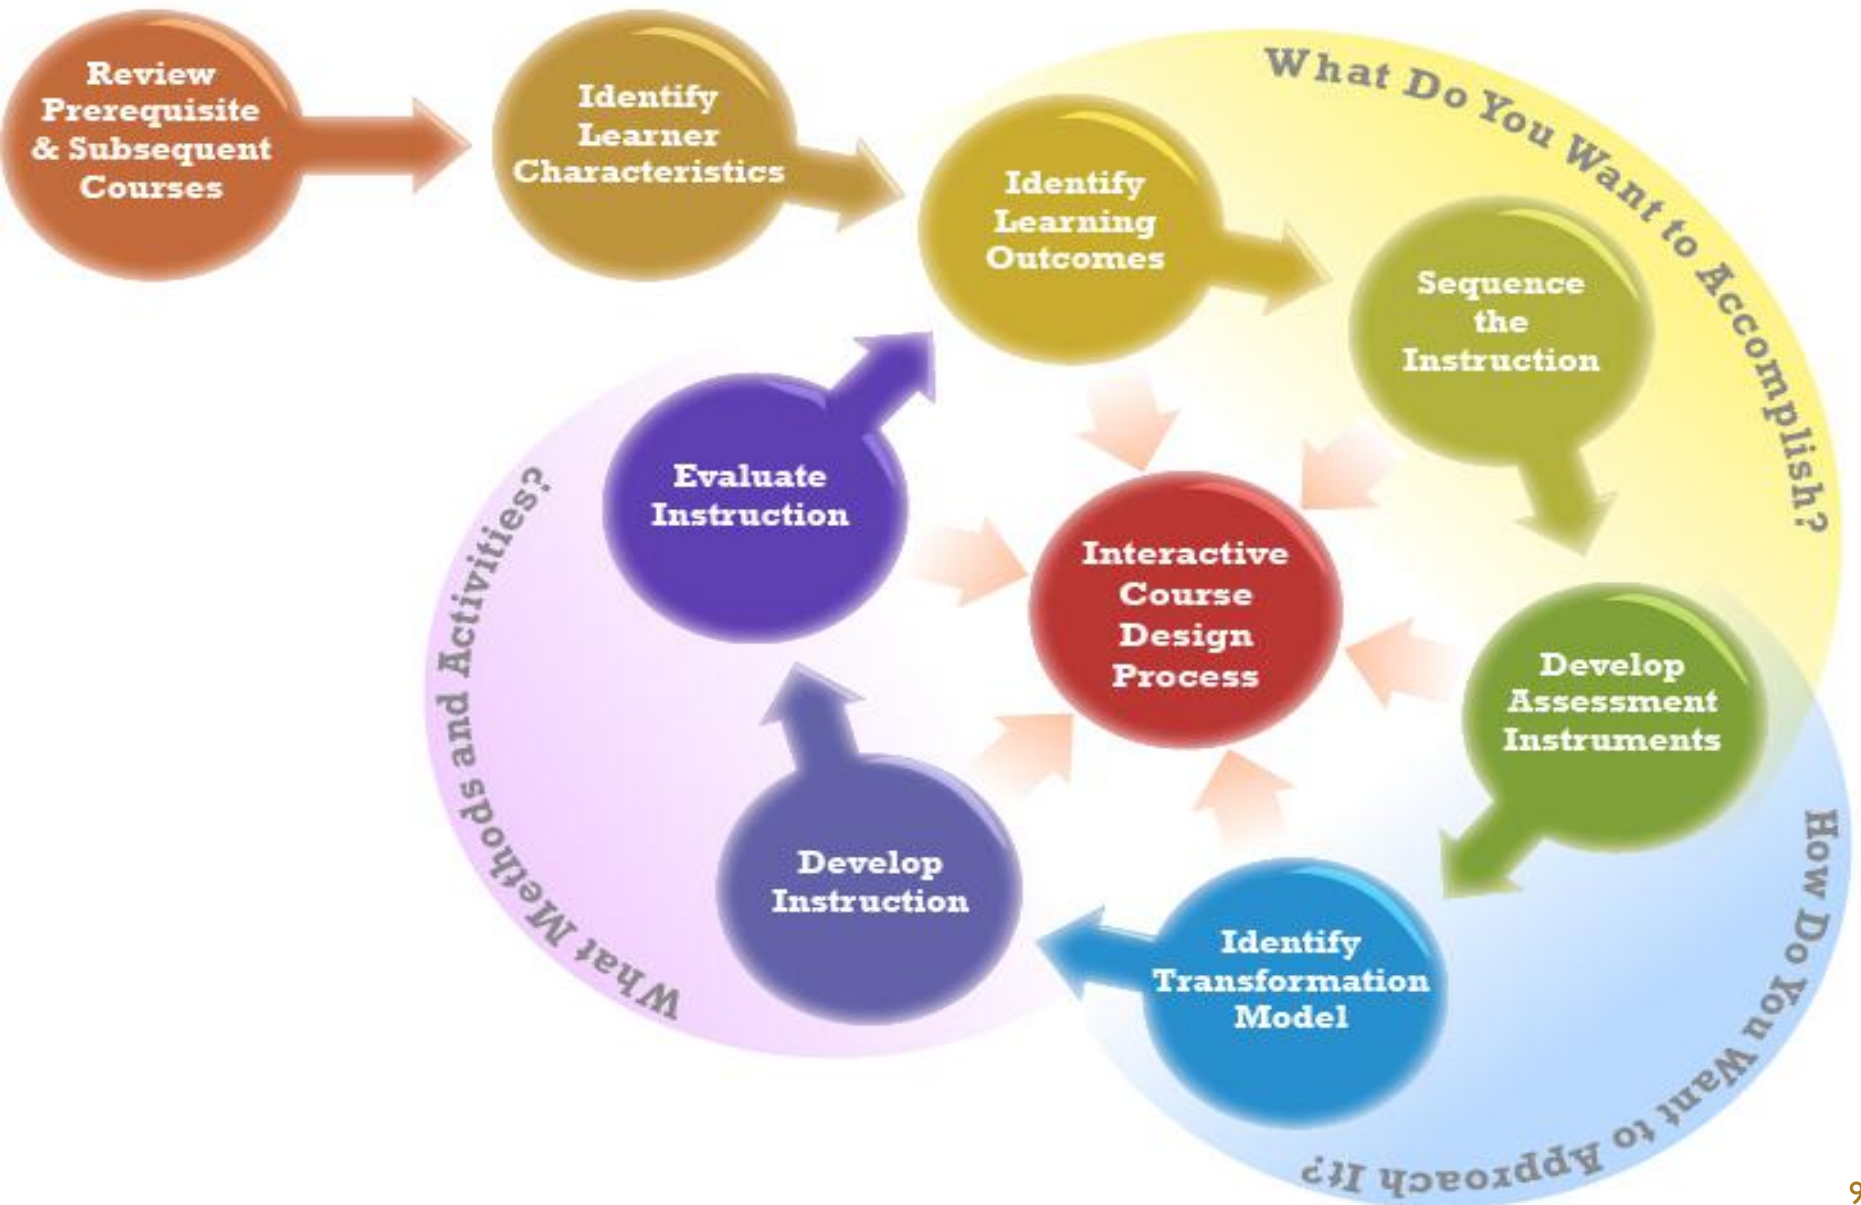 Review
Prerequisite
& Subsequent
Courses
Identify
Learner
Characteristics
Identify
Learning
Outcomes
What Do You Want to Accomplish?
Sequence
the
Instruction
Develop
Assessment
Instruments
How Do You Want to Approach It?
Identify
Transformation
Model
Develop
Instruction
What Methods and Activities?
Evaluate
Instruction
Interactive
Course
Design
Process
9